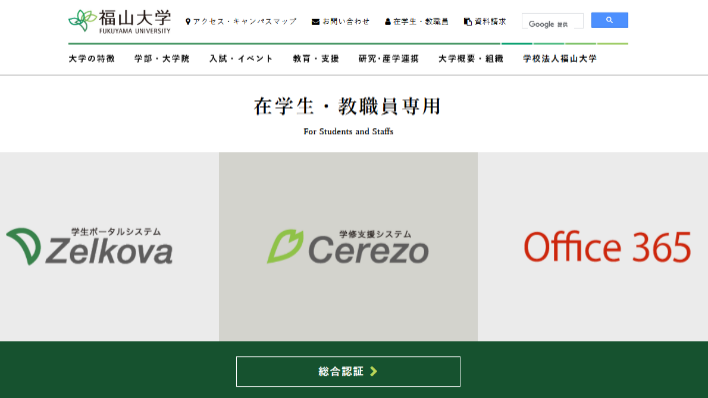 福山大学
FUKUYAMA UNIVERSITY
アクセス・キャンパスマップ
お問い合わせ
在学生・教職員
資料請求
Google 提供
大学の特徴
学部・大学院
入試・イベント
教育・支援
研究・産学連携
大学概要・組織
学校法人福山大学
在学生・教職員専用
For Students and Staffs
学生ポータルシステム
Zelkova
学修支援システム
Cerezo
Office 365
総合認証